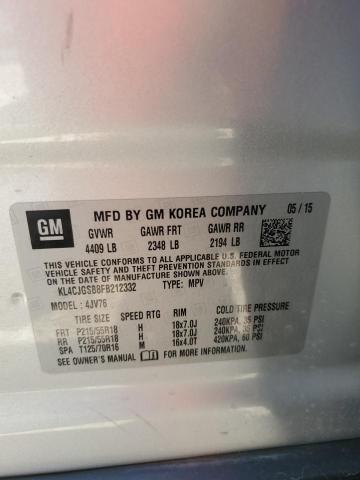 GM
MFD BY GM KOREA COMPANY 05/15
GVWR GAWR FRT GAWR RR
4409 LB 2348 LB 2194 LB
THIS VEHICLE CONFORMS TO ALL APPLICABLE U.S. FEDERAL MOTOR
VEHICLE SAFETY, BUMPER, AND THEFT PREVENTION STANDARDS
IN EFFECT ON THE DATE OF MANUFACTURE SHOWN ABOVE.
KL4CJGSB8FB212332 TYPE: MPV
MODEL: 4JV76
TIRE SIZE SPEED RTG RIM COLD TIRE PRESSURE
FRT P215/55R18 H 18x7.0J 240KPA, 35 PSI
RR P215/55R18 H 18x7.0J 240KPA, 35 PSI
SPA T125/70R16 M 16x4.0T 420KPA, 60 PSI
SEE OWNER'S MANUAL FOR MORE INFORMATION.